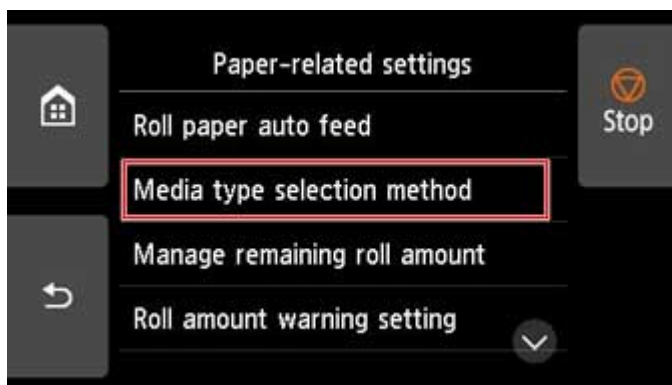 Paper-related settings
Roll paper auto feed
Stop
Media type selection method
Manage remaining roll amount
Roll amount warning setting